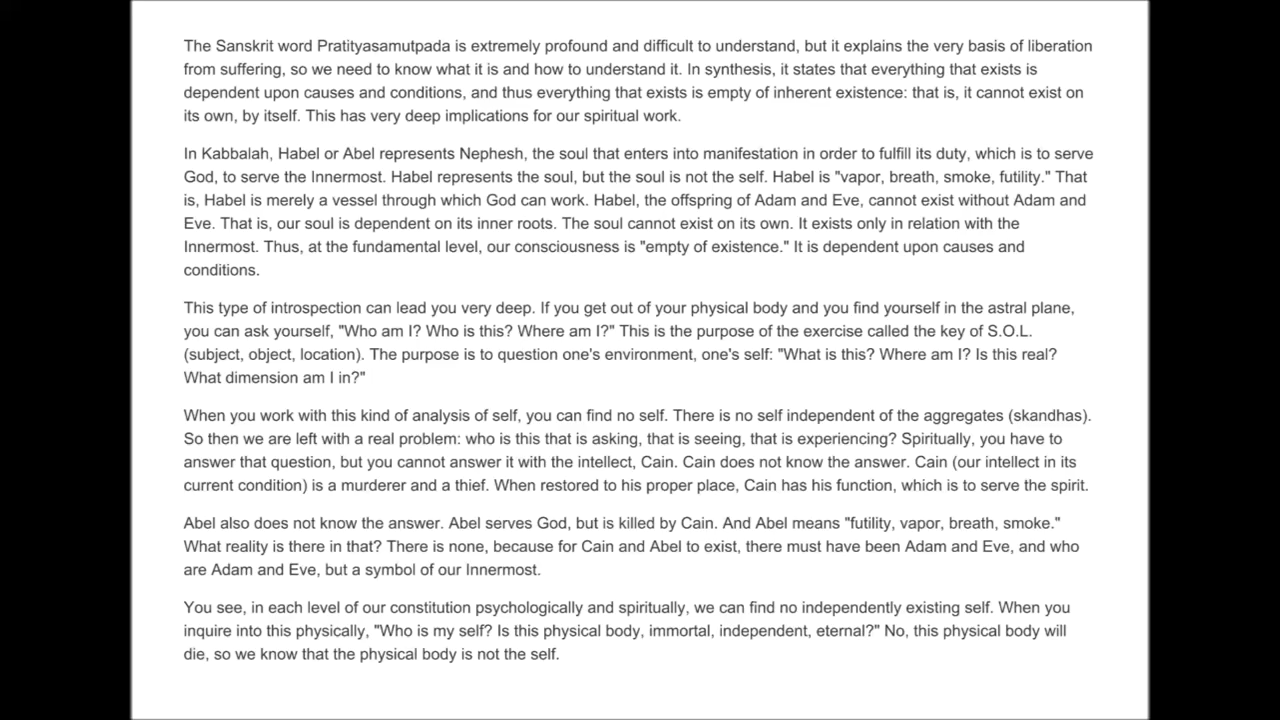 The Sanskrit word Pratityasamutpada is extremely profound and difficult to understand, but it explains the very basis of liberation
from suffering, so we need to know what it is and how to understand it. In synthesis, it states that everything that exists is
dependent upon causes and conditions, and thus everything that exists is empty of inherent existence: that is, it cannot exist on
its own, by itself. This has very deep implications for our spiritual work.
In Kabbalah, Habel or Abel represents Nephesh, the soul that enters into manifestation in order to fulfill its duty, which is to serve
God, to serve the Innermost. Habel represents the soul, but the soul is not the self. Habel is "vapor, breath, smoke, futility." That
is, Habel is merely a vessel through which God can work. Habel, the offspring of Adam and Eve, cannot exist without Adam and
Eve. That is, our soul is dependent on its inner roots. The soul cannot exist on its own. It exists only in relation with the
Innermost. Thus, at the fundamental level, our consciousness is "empty of existence." It is dependent upon causes and
conditions.
This type of introspection can lead you very deep. If you get out of your physical body and you find yourself in the astral plane,
you can ask yourself, "Who am I? Who is this? Where am I?" This is the purpose of the exercise called the key of S.O.L.
(subject, object, location). The purpose is to question one's environment, one's self: "What is this? Where am I? Is this real?
What dimension am I in?"
When you work with this kind of analysis of self, you can find no self. There is no self independent of the aggregates (skandhas).
So then we are left with a real problem: who is this that is asking, that is seeing, that is experiencing? Spiritually, you have to
answer that question, but you cannot answer it with the intellect, Cain. Cain does not know the answer. Cain (our intellect in its
current condition) is a murderer and a thief. When restored to his proper place, Cain has his function, which is to serve the spirit.
Abel also does not know the answer. Abel serves God, but is killed by Cain. And Abel means "futility, vapor, breath, smoke."
What reality is there in that? There is none, because for Cain and Abel to exist, there must have been Adam and Eve, and who
are Adam and Eve, but a symbol of our Innermost.
You see, in each level of our constitution psychologically and spiritually, we can find no independently existing self. When you
inquire into this physically, "Who is my self? Is this physical body, immortal, independent, eternal?" No, this physical body will
die, so we know that the physical body is not the self.